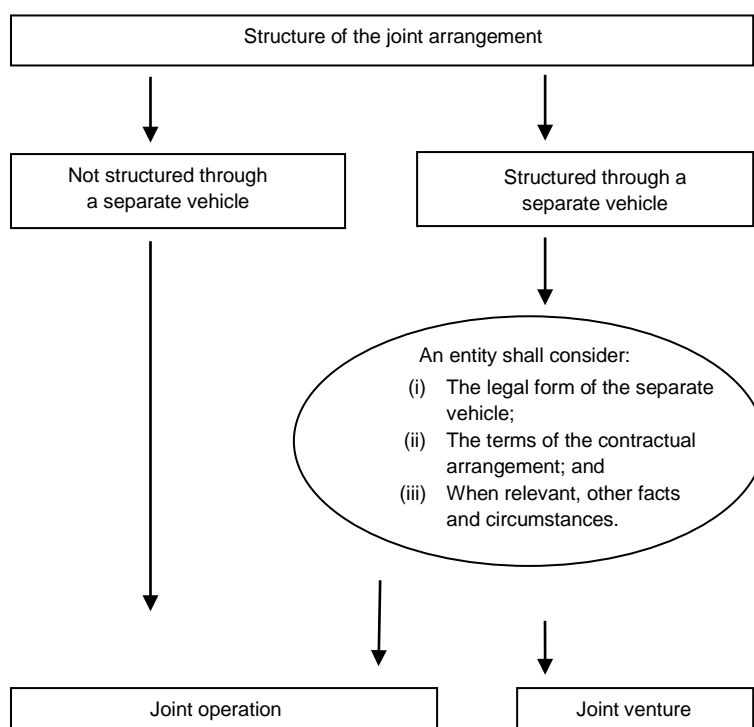 Structure of the joint arrangement
Not structured through
a separate vehicle
Structured through a
separate vehicle
An entity shall consider:
(i) The legal form of the separate
vehicle;
(ii) The terms of the contractual
arrangement; and
(iii) When relevant, other facts
and circumstances.
Joint operation
Joint venture